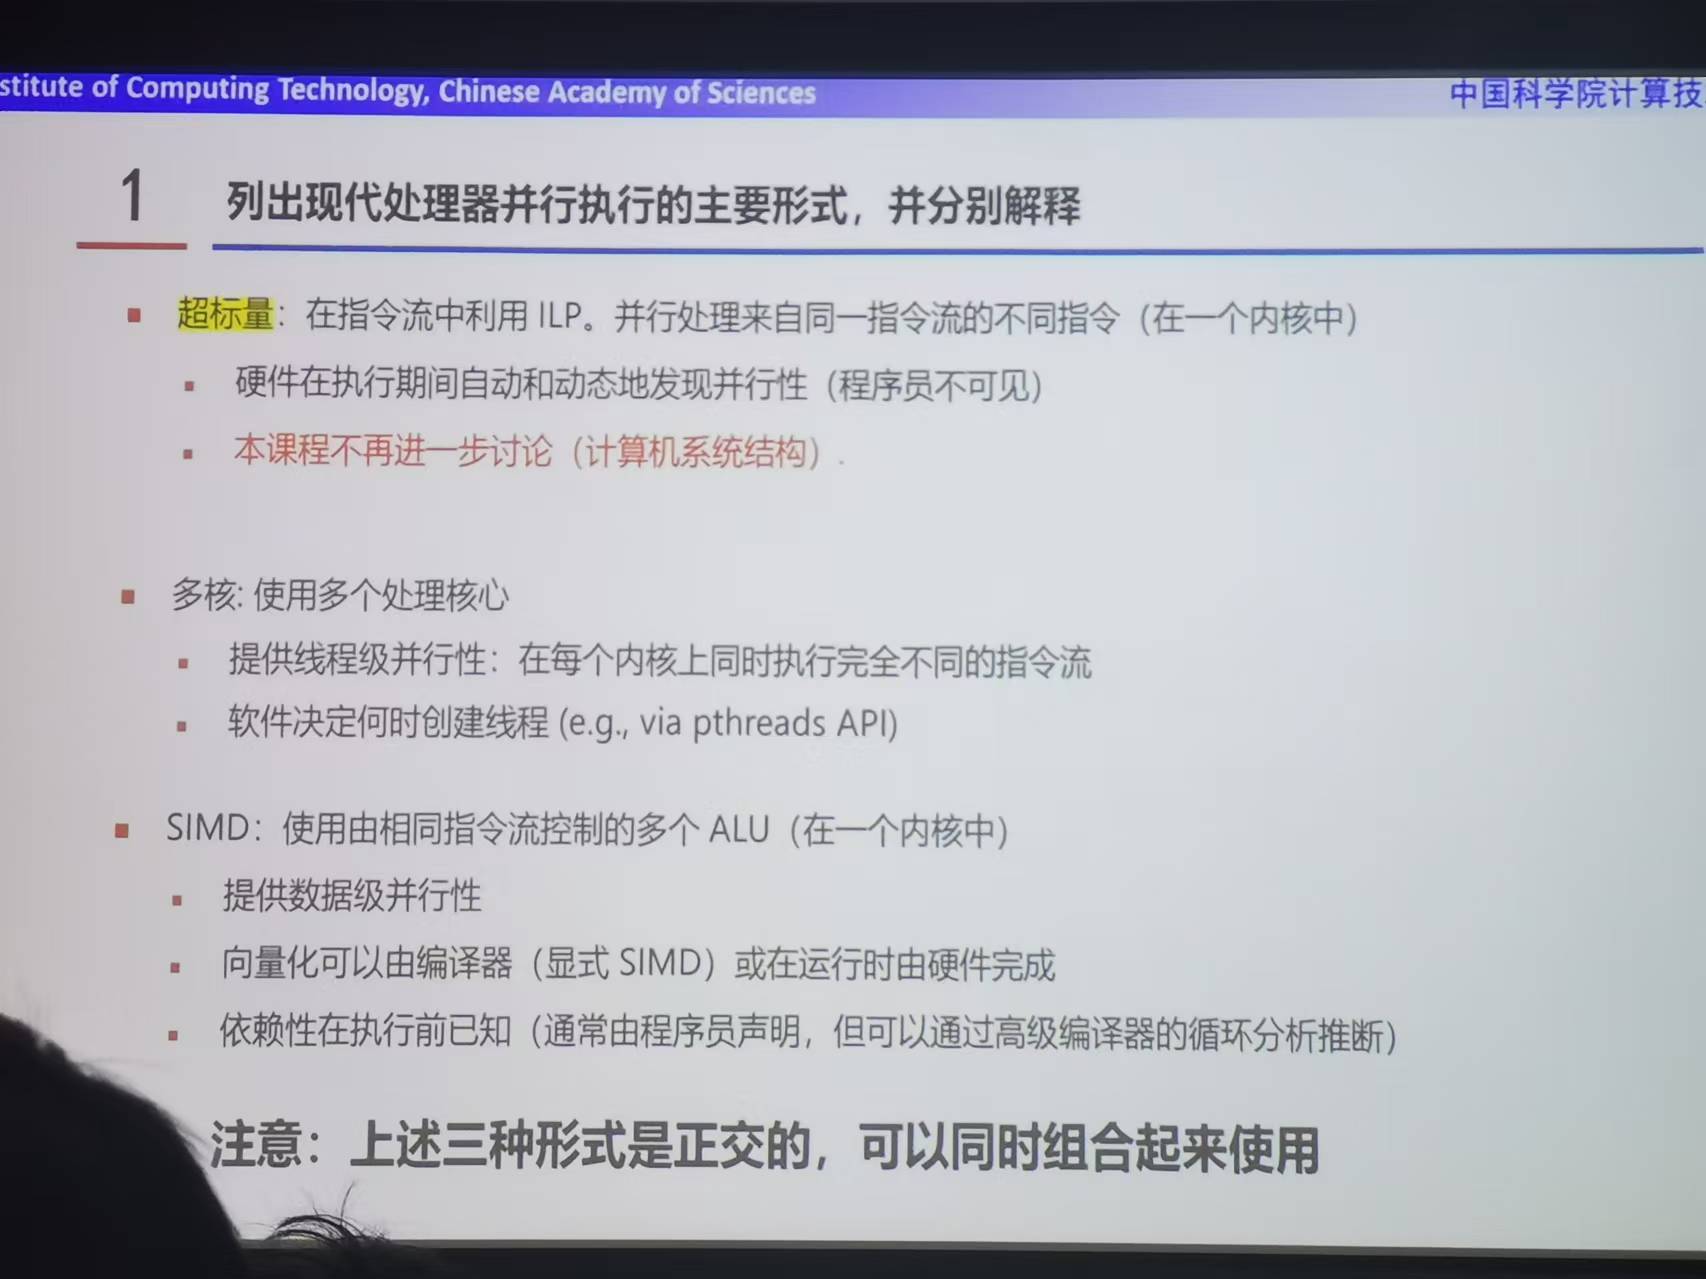 stitute of Computing Technology, Chinese Academy of Sciences
中国科学院计算技
1
列出现代处理器并行执行的主要形式，并分别解释
超标量：在指令流中利用 ILP。并行处理来自同一指令流的不同指令（在一个内核中）
硬件在执行期间自动和动态地发现并行性（程序员不可见）
本课程不再进一步讨论（计算机系统结构）.
多核: 使用多个处理核心
提供线程级并行性：在每个内核上同时执行完全不同的指令流
软件决定何时创建线程 (e.g., via pthreads API)
SIMD：使用由相同指令流控制的多个 ALU（在一个内核中）
提供数据级并行性
向量化可以由编译器（显式 SIMD）或在运行时由硬件完成
依赖性在执行前已知（通常由程序员声明，但可以通过高级编译器的循环分析推断）
注意：上述三种形式是正交的，可以同时组合起来使用